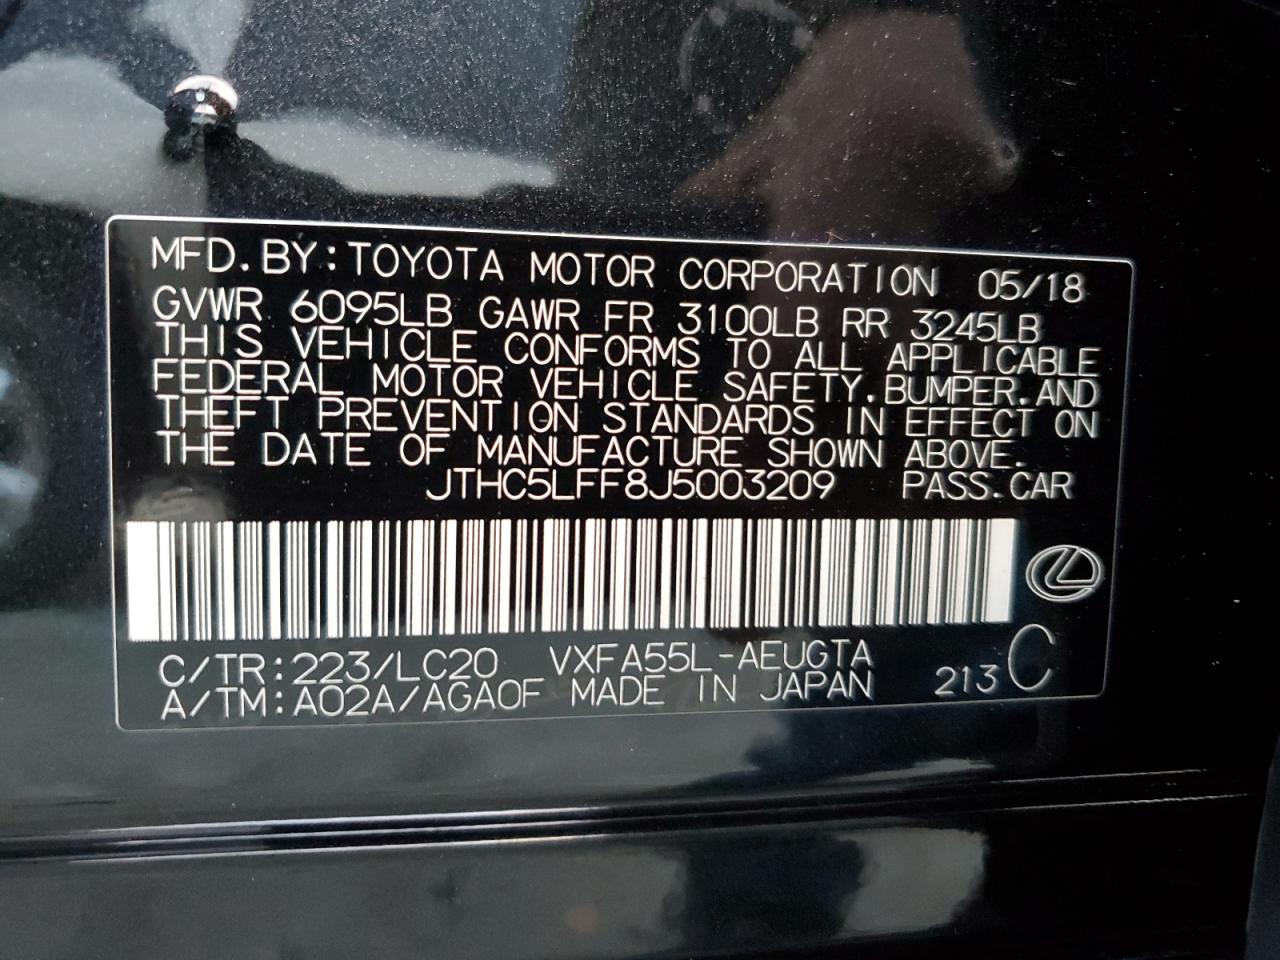 MFD.BY:TOYOTA MOTOR CORPORATION 05/18
GVWR 6095LB GAWR FR 3100LB RR 3245LB
THIS VEHICLE CONFORMS TO ALL APPLICABLE
FEDERAL MOTOR VEHICLE SAFETY.BUMPER.AND
THEFT PREVENTION STANDARDS IN EFFECT ON
THE DATE OF MANUFACTURE SHOWN ABOVE.
JTHC5LFF8J5003209 PASS.CAR
C/TR:223/LC20 VXFA55L-AEUGTA
A/TM:A02A/AGA0F MADE IN JAPAN 213 C